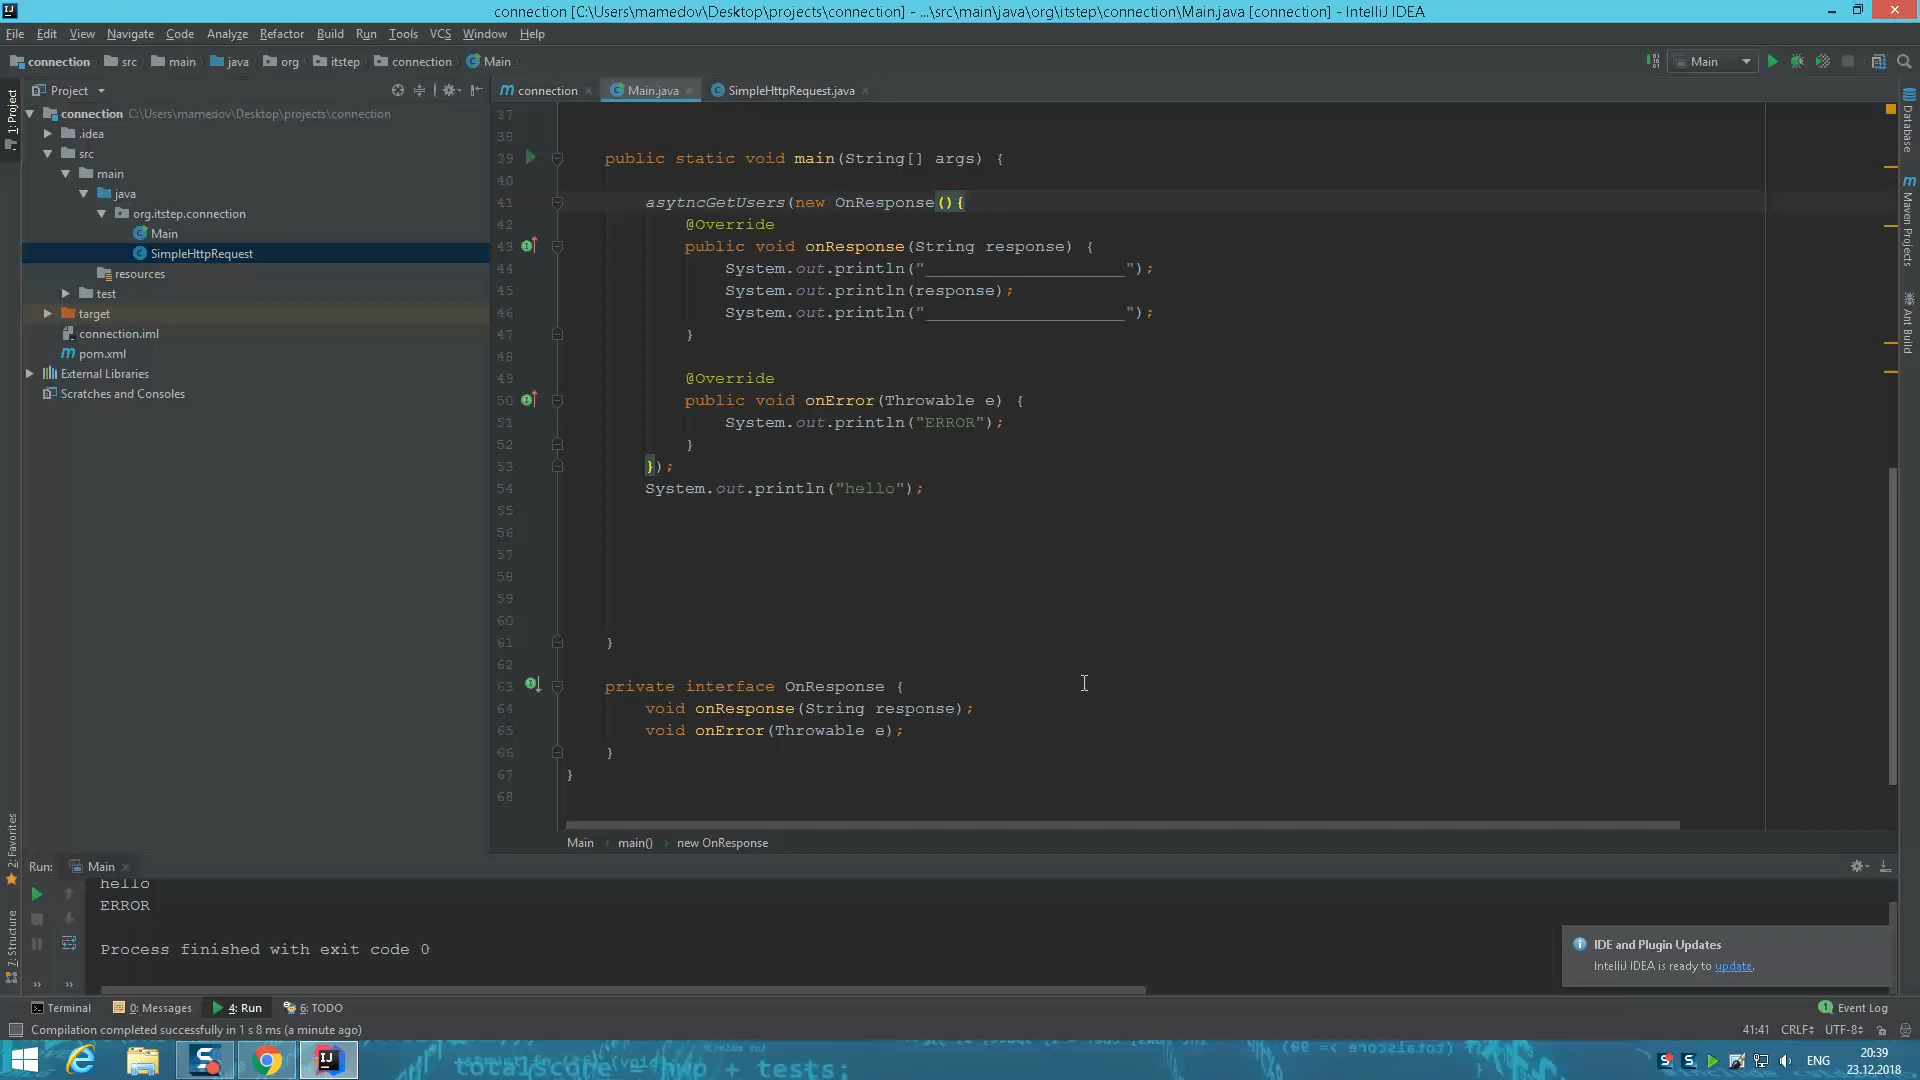 connection [C:\Users\mamedov\Desktop\projects\connection] - ...\src\main\java\org\itstep\connection\Main.java [connection] - IntelliJ IDEA
File Edit View Navigate Code Analyze Refactor Build Run Tools VCS Window Help
connection src main java org itstep connection Main
Main
Project
connection Main.java SimpleHttpRequest.java
1: Project
connection C:\Users\mamedov\Desktop\projects\connection
.idea
src
main
java
org.itstep.connection
Main
SimpleHttpRequest
resources
test
target
connection.iml
pom.xml
External Libraries
Scratches and Consoles
37
38
39 public static void main(String[] args) {
40
41 asytncGetUsers(new OnResponse(){
42 @Override
43 public void onResponse(String response) {
44 System.out.println("____________________");
45 System.out.println(response);
46 System.out.println("____________________");
47 }
48
49 @Override
50 public void onError(Throwable e) {
51 System.out.println("ERROR");
52 }
53 });
54 System.out.println("hello");
55
56
57
58
59
60
61 }
62
63 private interface OnResponse {
64 void onResponse(String response);
65 void onError(Throwable e);
66 }
67 }
68
Main main() new OnResponse
Database
Maven Projects
Ant Build
2: Favorites
7: Structure
Run: Main
hello
ERROR
Process finished with exit code 0
IDE and Plugin Updates
IntelliJ IDEA is ready to update.
Terminal 0: Messages 4: Run 6: TODO
1 Event Log
Compilation completed successfully in 1 s 8 ms (a minute ago)
41:41 CRLF UTF-8
ENG
20:39
23.12.2018